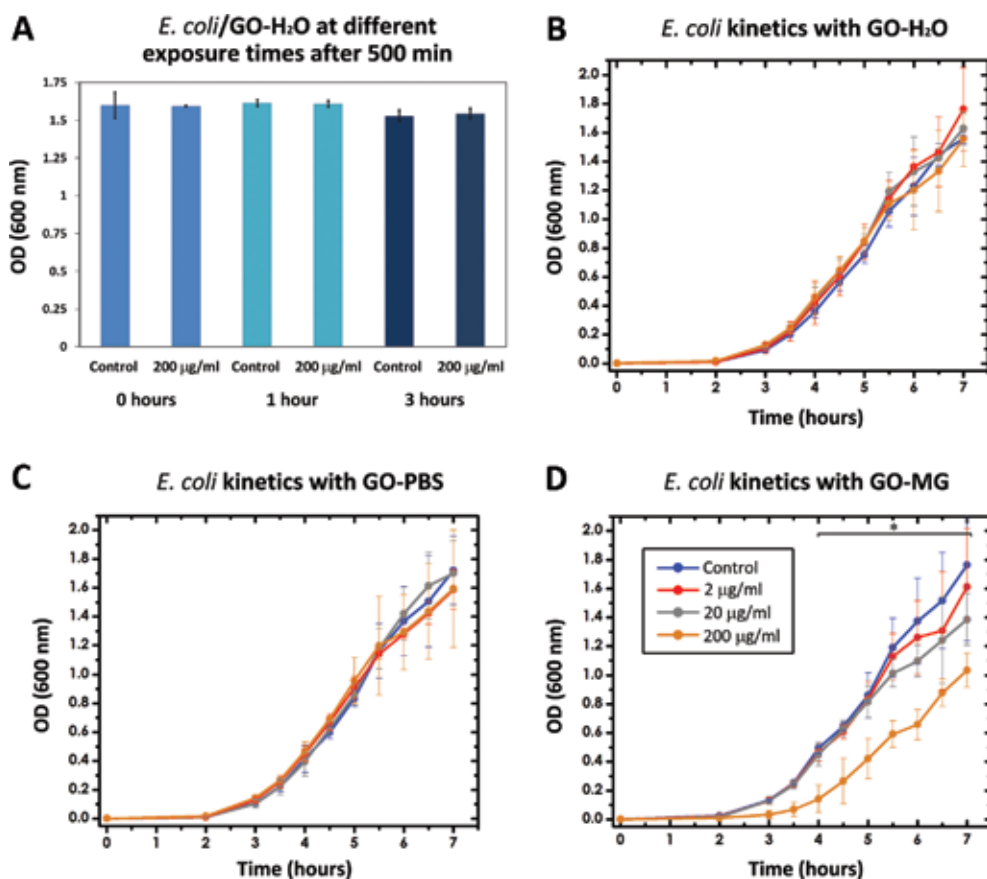 A
E. coli/GO-H₂O at different
exposure times after 500 min
OD (600 nm)
1.75
1.5
1.25
1
0.75
0.5
0.25
0
Control 200 µg/ml Control 200 µg/ml Control 200 µg/ml
0 hours 1 hour 3 hours
B
E. coli kinetics with GO-H₂O
OD (600 nm)
2.0
1.8
1.6
1.4
1.2
1.0
0.8
0.6
0.4
0.2
0.0
0 1 2 3 4 5 6 7
Time (hours)
C
E. coli kinetics with GO-PBS
OD (600 nm)
2.0
1.8
1.6
1.4
1.2
1.0
0.8
0.6
0.4
0.2
0.0
0 1 2 3 4 5 6 7
Time (hours)
D
E. coli kinetics with GO-MG
OD (600 nm)
2.0
1.8
1.6
1.4
1.2
1.0
0.8
0.6
0.4
0.2
0.0
*
Control
2 µg/ml
20 µg/ml
200 µg/ml
0 1 2 3 4 5 6 7
Time (hours)